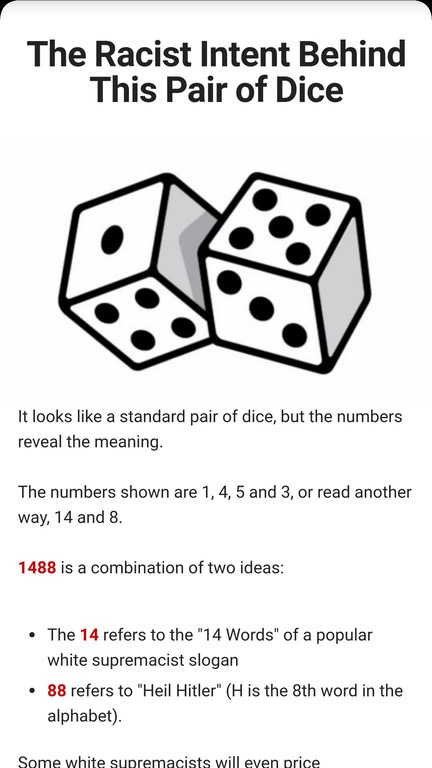 The Racist Intent Behind
This Pair of Dice
It looks like a standard pair of dice, but the numbers
reveal the meaning.
The numbers shown are 1, 4, 5 and 3, or read another
way, 14 and 8.
1488 is a combination of two ideas:
• The 14 refers to the "14 Words" of a popular
white supremacist slogan
• 88 refers to "Heil Hitler" (H is the 8th word in the
alphabet).
Some white supremacists will even price